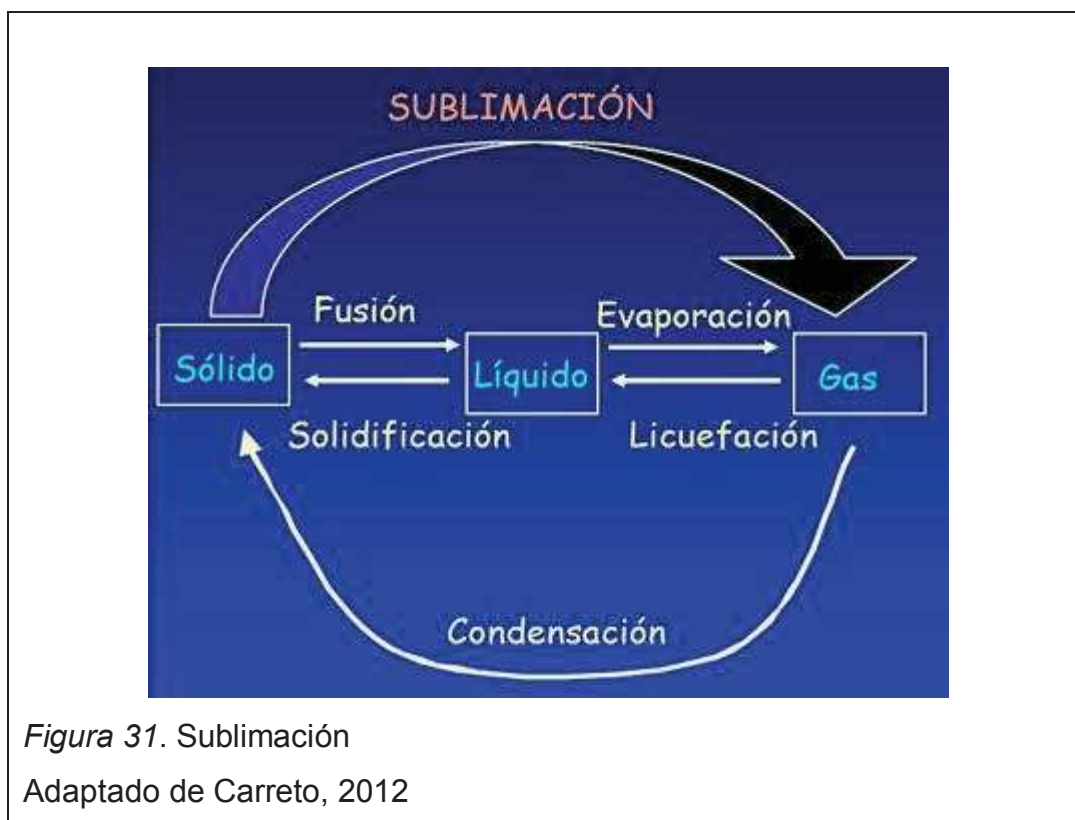 SUBLIMACIÓN
Fusión
Evaporación
Sólido
Líquido
Gas
Solidificación
Licuefación
Condensación
Figura 31. Sublimación
Adaptado de Carreto, 2012